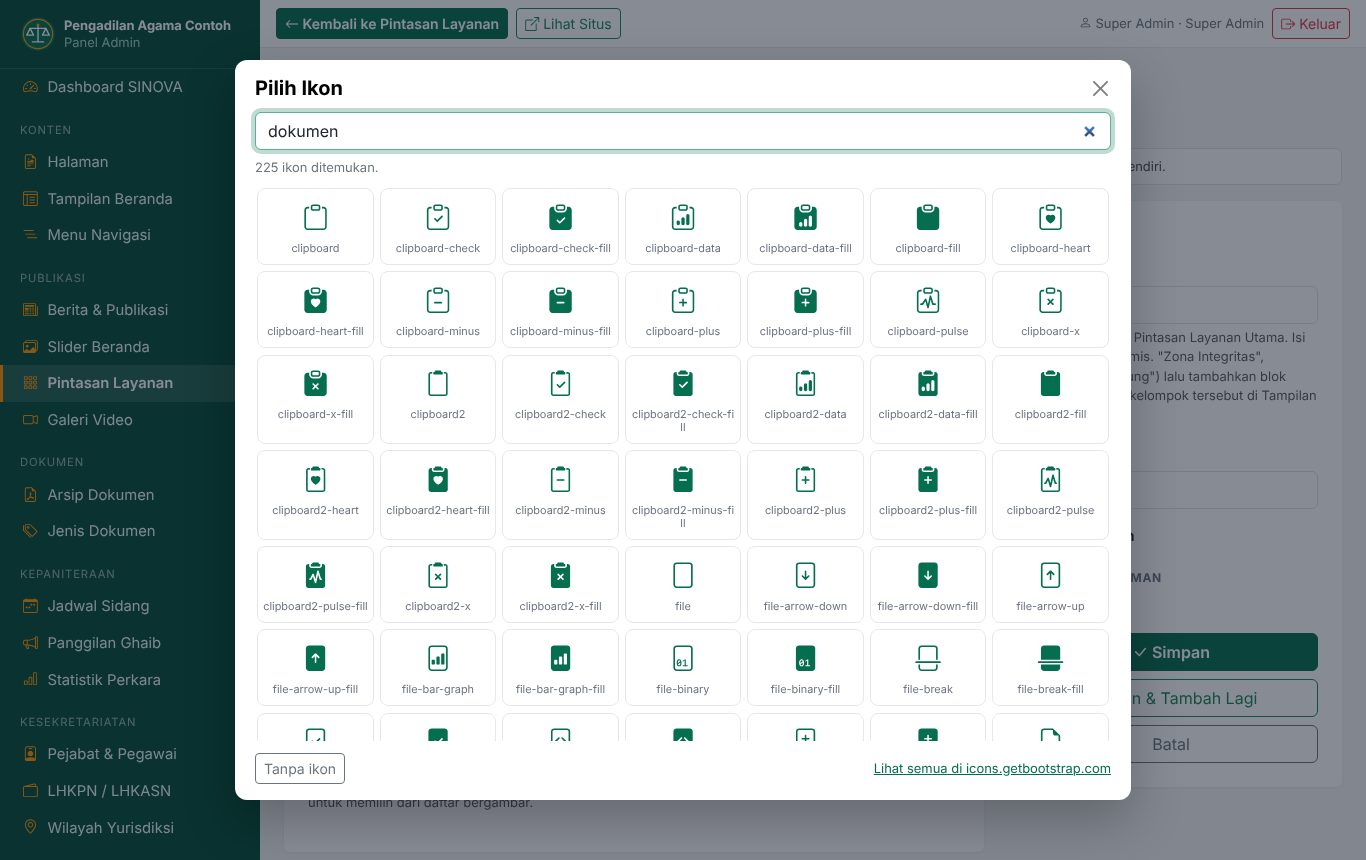 Pengadilan Agama Contoh
Panel Admin
Dashboard SINOVA
KONTEN
Halaman
Tampilan Beranda
Menu Navigasi
PUBLIKASI
Berita & Publikasi
Slider Beranda
Pintasan Layanan
Galeri Video
DOKUMEN
Arsip Dokumen
Jenis Dokumen
KEPANITERAAN
Jadwal Sidang
Panggilan Ghaib
Statistik Perkara
KESEKRETARIATAN
Pejabat & Pegawai
LHKPN / LHKASN
Wilayah Yurisdiksi
Kembali ke Pintasan Layanan
Lihat Situs
Super Admin · Super Admin
Keluar
Pilih Ikon
dokumen
225 ikon ditemukan.
clipboard
clipboard-check
clipboard-check-fill
clipboard-data
clipboard-data-fill
clipboard-fill
clipboard-heart
clipboard-heart-fill
clipboard-minus
clipboard-minus-fill
clipboard-plus
clipboard-plus-fill
clipboard-pulse
clipboard-x
clipboard-x-fill
clipboard2
clipboard2-check
clipboard2-check-fi
ll
clipboard2-data
clipboard2-data-fill
clipboard2-fill
clipboard2-heart
clipboard2-heart-fill
clipboard2-minus
clipboard2-minus-fi
ll
clipboard2-plus
clipboard2-plus-fill
clipboard2-pulse
clipboard2-pulse-fill
clipboard2-x
clipboard2-x-fill
file
file-arrow-down
file-arrow-down-fill
file-arrow-up
file-arrow-up-fill
file-bar-graph
file-bar-graph-fill
01
file-binary
01
file-binary-fill
file-break
file-break-fill
Tanpa ikon
Lihat semua di icons.getbootstrap.com
endiri.
Pintasan Layanan Utama. Isi
mis. "Zona Integritas",
ung") lalu tambahkan blok
kelompok tersebut di Tampilan
MAN
Simpan
n & Tambah Lagi
Batal
untuk memilih dari daftar bergambar.